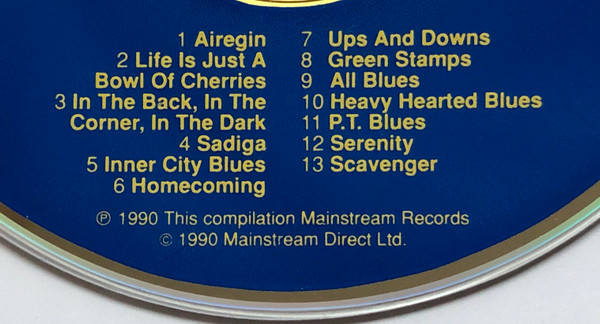 1 Airegin
2 Life Is Just A
Bowl Of Cherries
3 In The Back, In The
Corner, In The Dark
4 Sadiga
5 Inner City Blues
6 Homecoming
7 Ups And Downs
8 Green Stamps
9 All Blues
10 Heavy Hearted Blues
11 P.T. Blues
12 Serenity
13 Scavenger
℗ 1990 This compilation Mainstream Records
© 1990 Mainstream Direct Ltd.